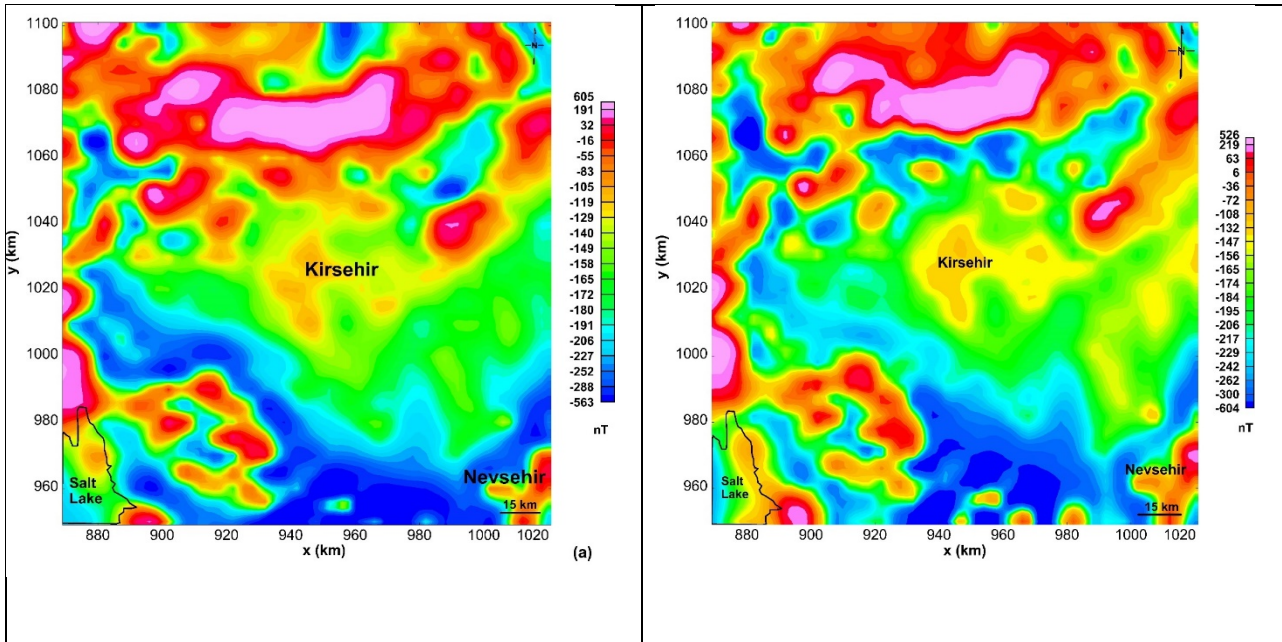 1100
1080
1060
1040
1020
1000
980
960
y (km)
880 900 920 940 960 980 1000 1020
x (km)
N
Kirsehir
Nevsehir
Salt
Lake
15 km
(a)
605
191
32
-16
-55
-83
-105
-119
-129
-139
-149
-158
-165
-172
-180
-191
-206
-227
-252
-288
-563
nT
1100
1080
1060
1040
1020
1000
980
960
y (km)
880 900 920 940 960 980 1000 1020
x (km)
N
Kirsehir
Nevsehir
Salt
Lake
15 km
526
219
63
6
-36
-72
-108
-132
-147
-156
-165
-174
-184
-195
-206
-217
-229
-243
-262
-300
-604
nT